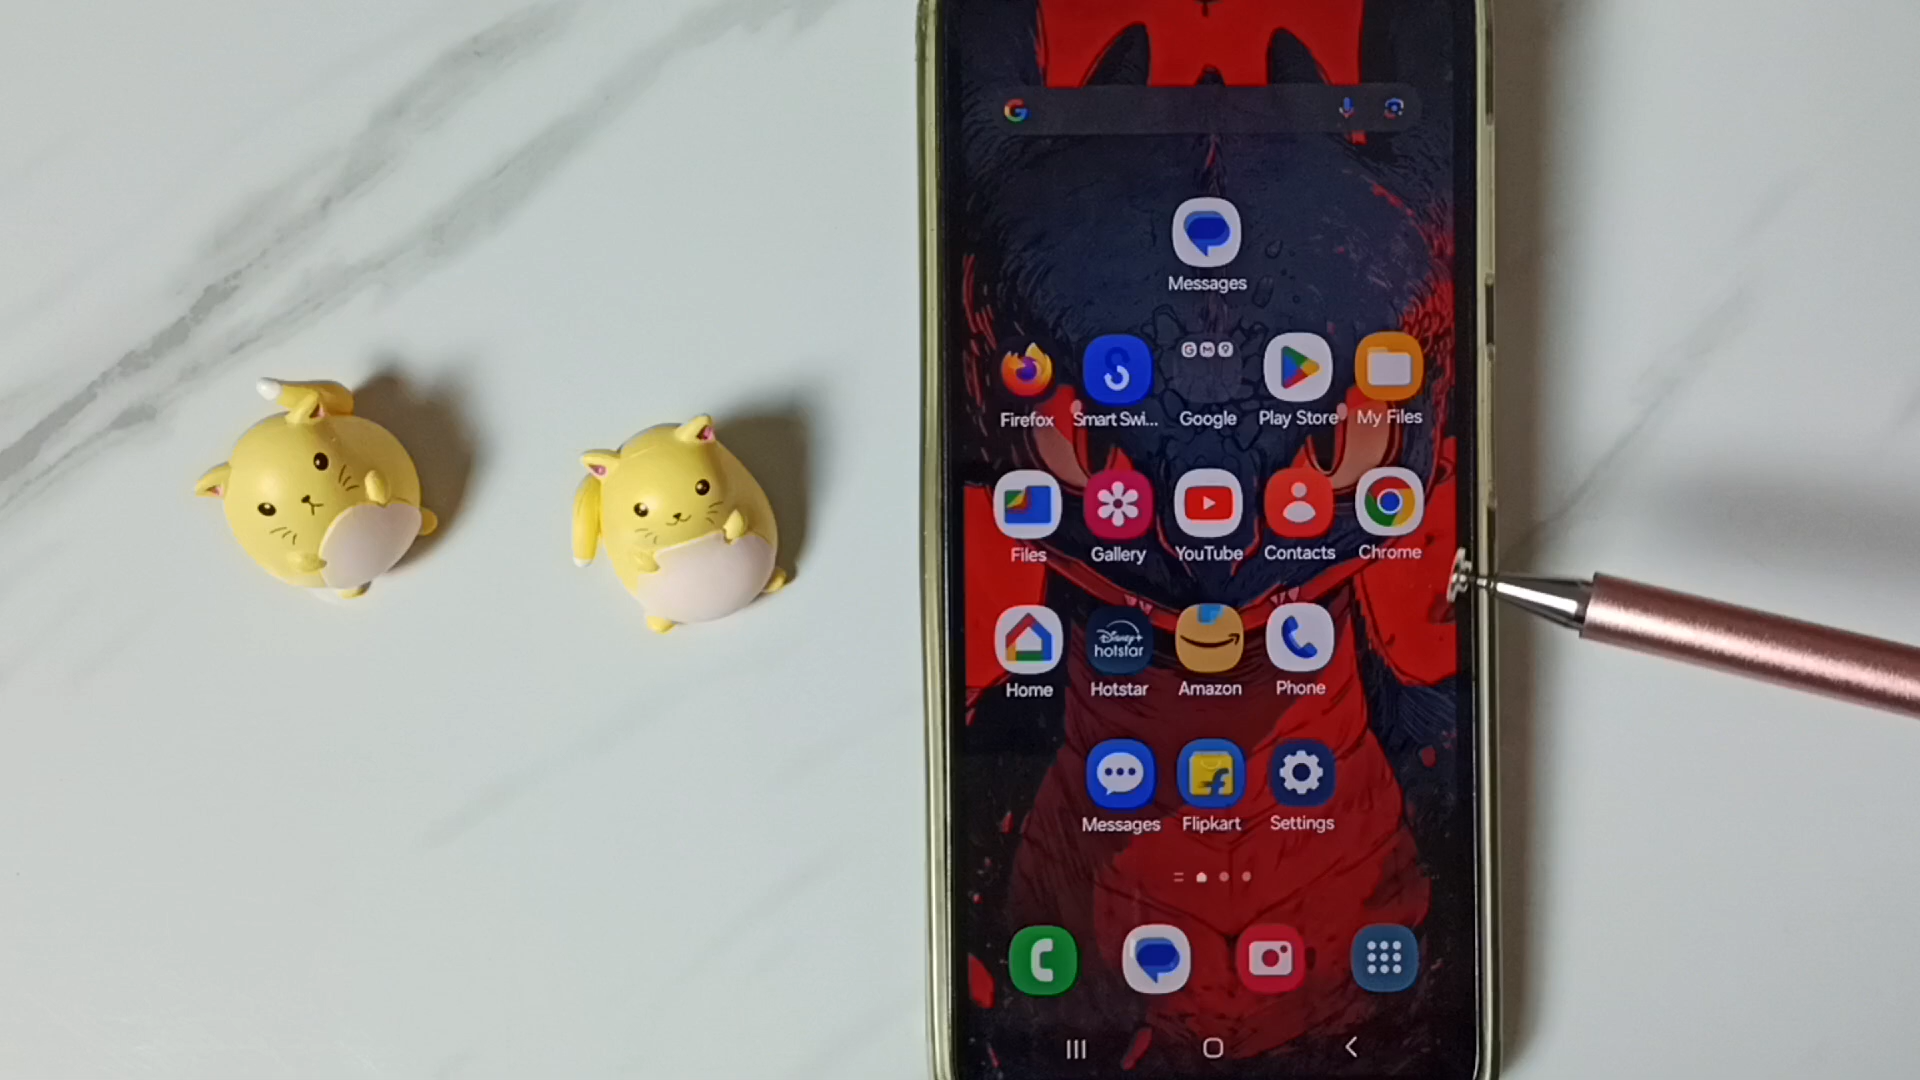 Messages
Firefox Smart Swi... Google Play Store My Files
Files Gallery YouTube Contacts Chrome
Disney+
hotstar
Home Hotstar Amazon Phone
Messages Flipkart Settings